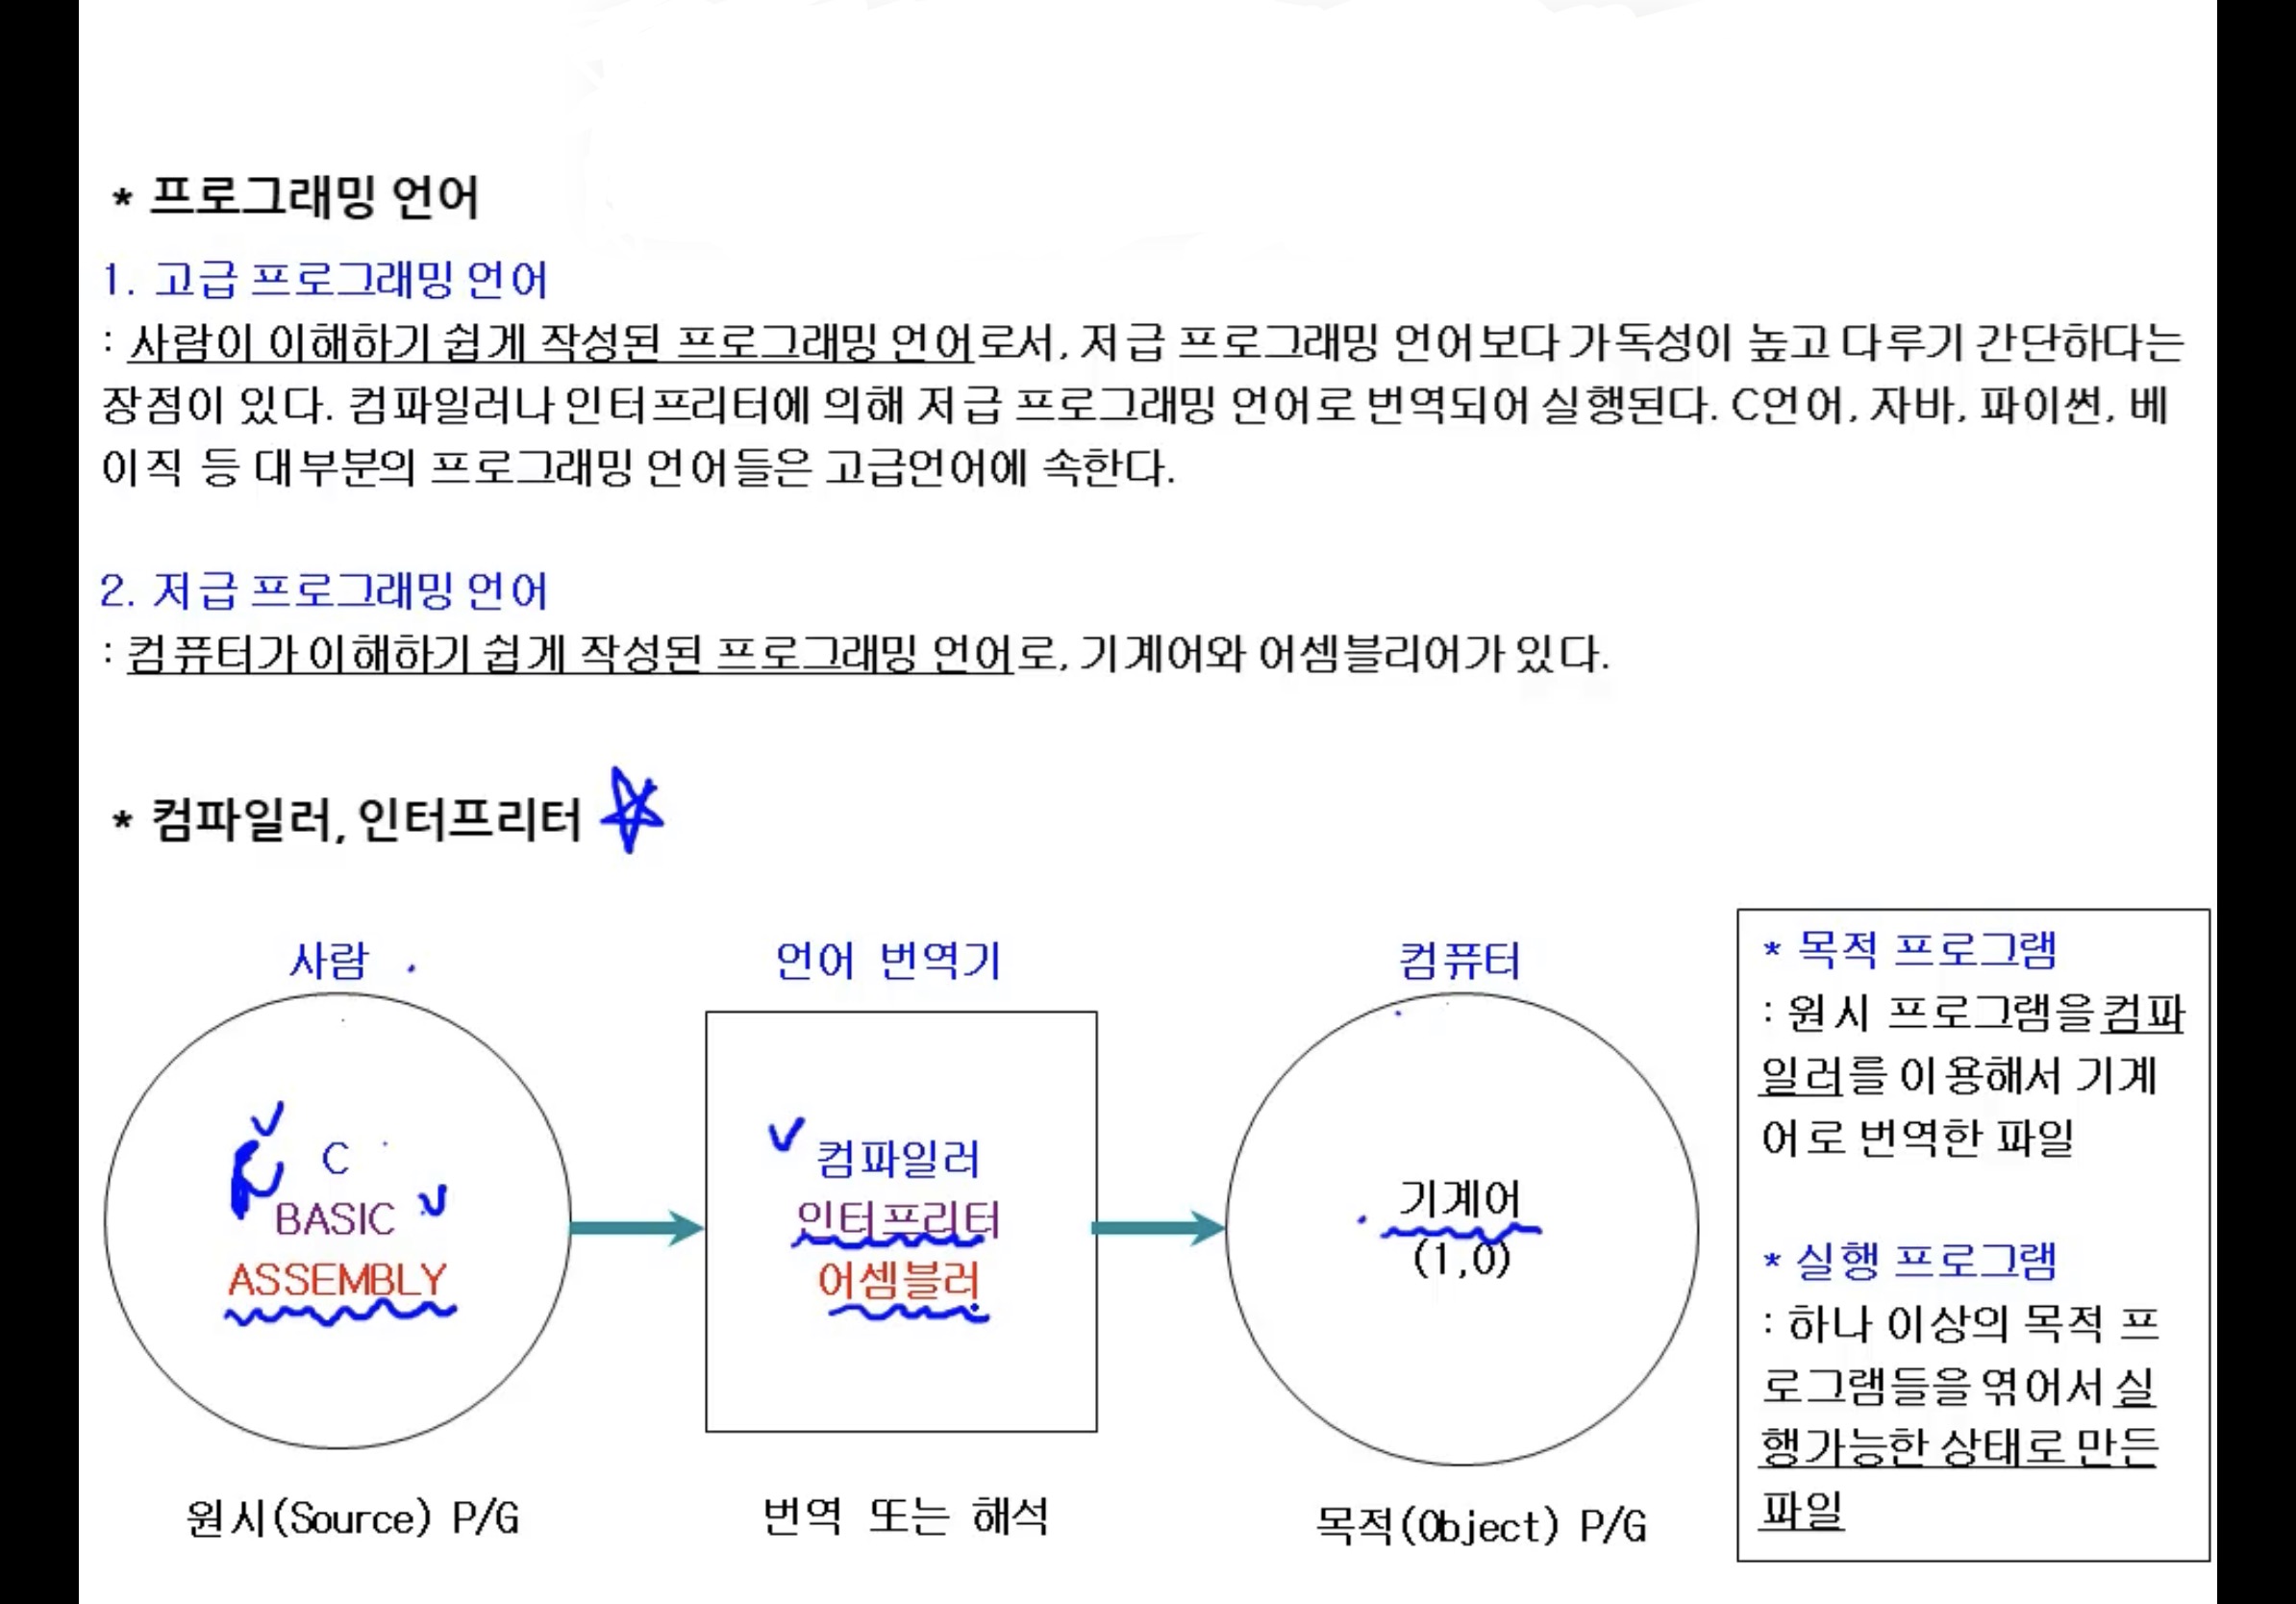 * 프로그래밍 언어
1. 고급 프로그래밍 언어
: 사람이 이해하기 쉽게 작성된 프로그래밍 언어로서, 저급 프로그래밍 언어보다 가독성이 높고 다루기 간단하다는
장점이 있다. 컴파일러나 인터프리터에 의해 저급 프로그래밍 언어로 번역되어 실행된다. C언어, 자바, 파이썬, 베
이직 등 대부분의 프로그래밍 언어들은 고급언어에 속한다.
2. 저급 프로그래밍 언어
: 컴퓨터가 이해하기 쉽게 작성된 프로그래밍 언어로, 기계어와 어셈블리어가 있다.
* 컴파일러, 인터프리터
사람
C
BASIC
ASSEMBLY
원시(Source) P/G
언어 번역기
컴파일러
인터프리터
어셈블러
번역 또는 해석
컴퓨터
기계어
(1,0)
목적(Object) P/G
* 목적 프로그램
: 원시 프로그램을 컴파
일러를 이용해서 기계
어로 번역한 파일
* 실행 프로그램
: 하나 이상의 목적 프
로그램들을 엮어서 실
행가능한 상태로 만든
파일